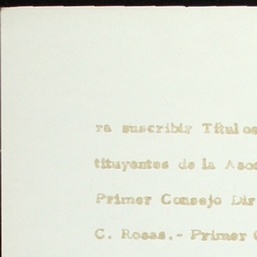 ra suscribir Títulos
tituyentes de la Aso
Primer Consejo Dir
C. Rosas.- Primer